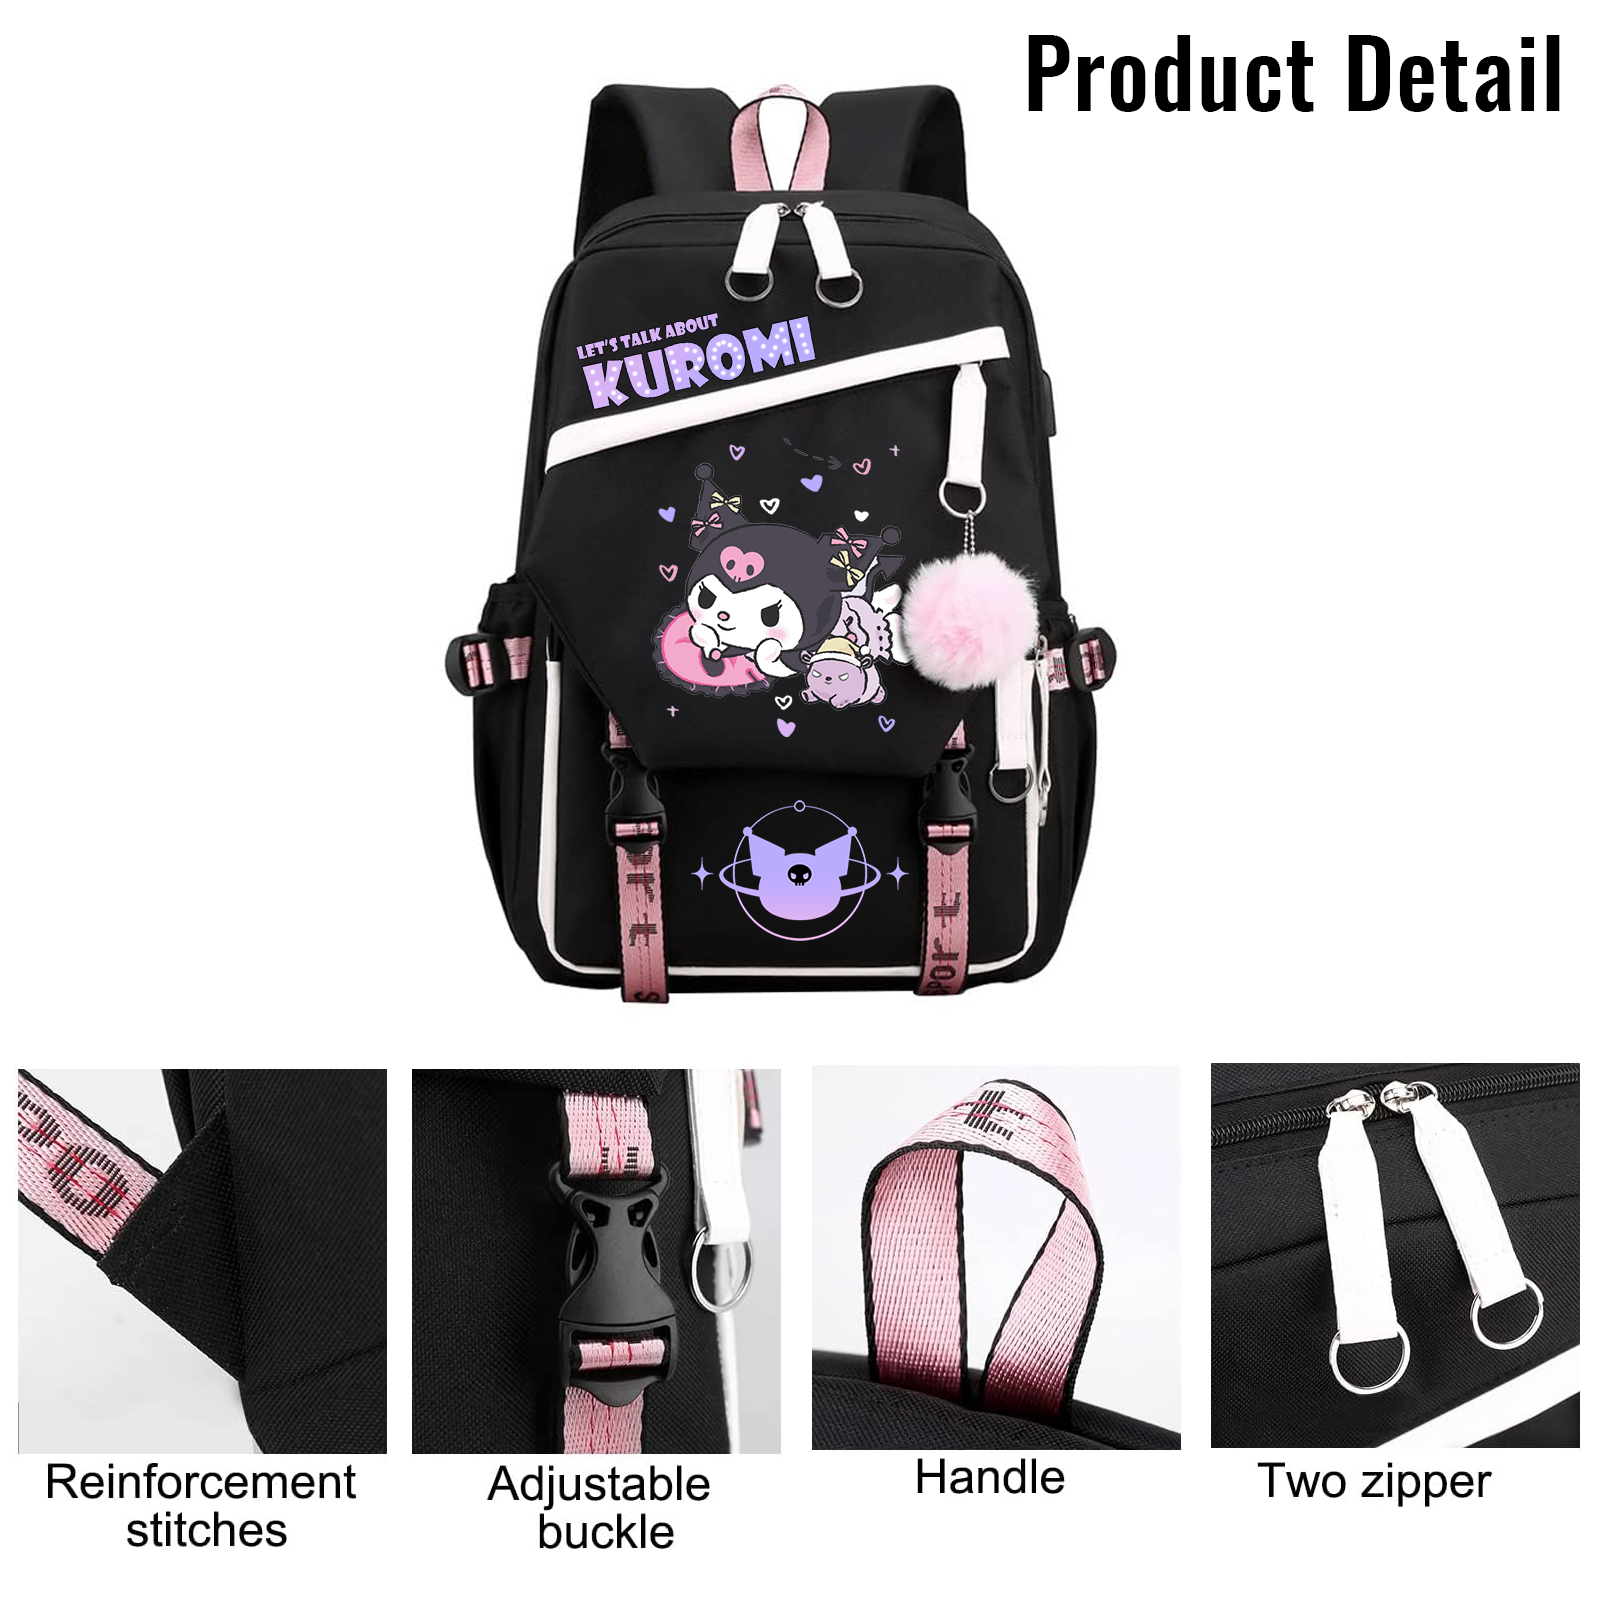 Product Detail
LET'S TALK ABOUT
KUROMI
Reinforcement
stitches
Adjustable
buckle
Handle
Two zipper